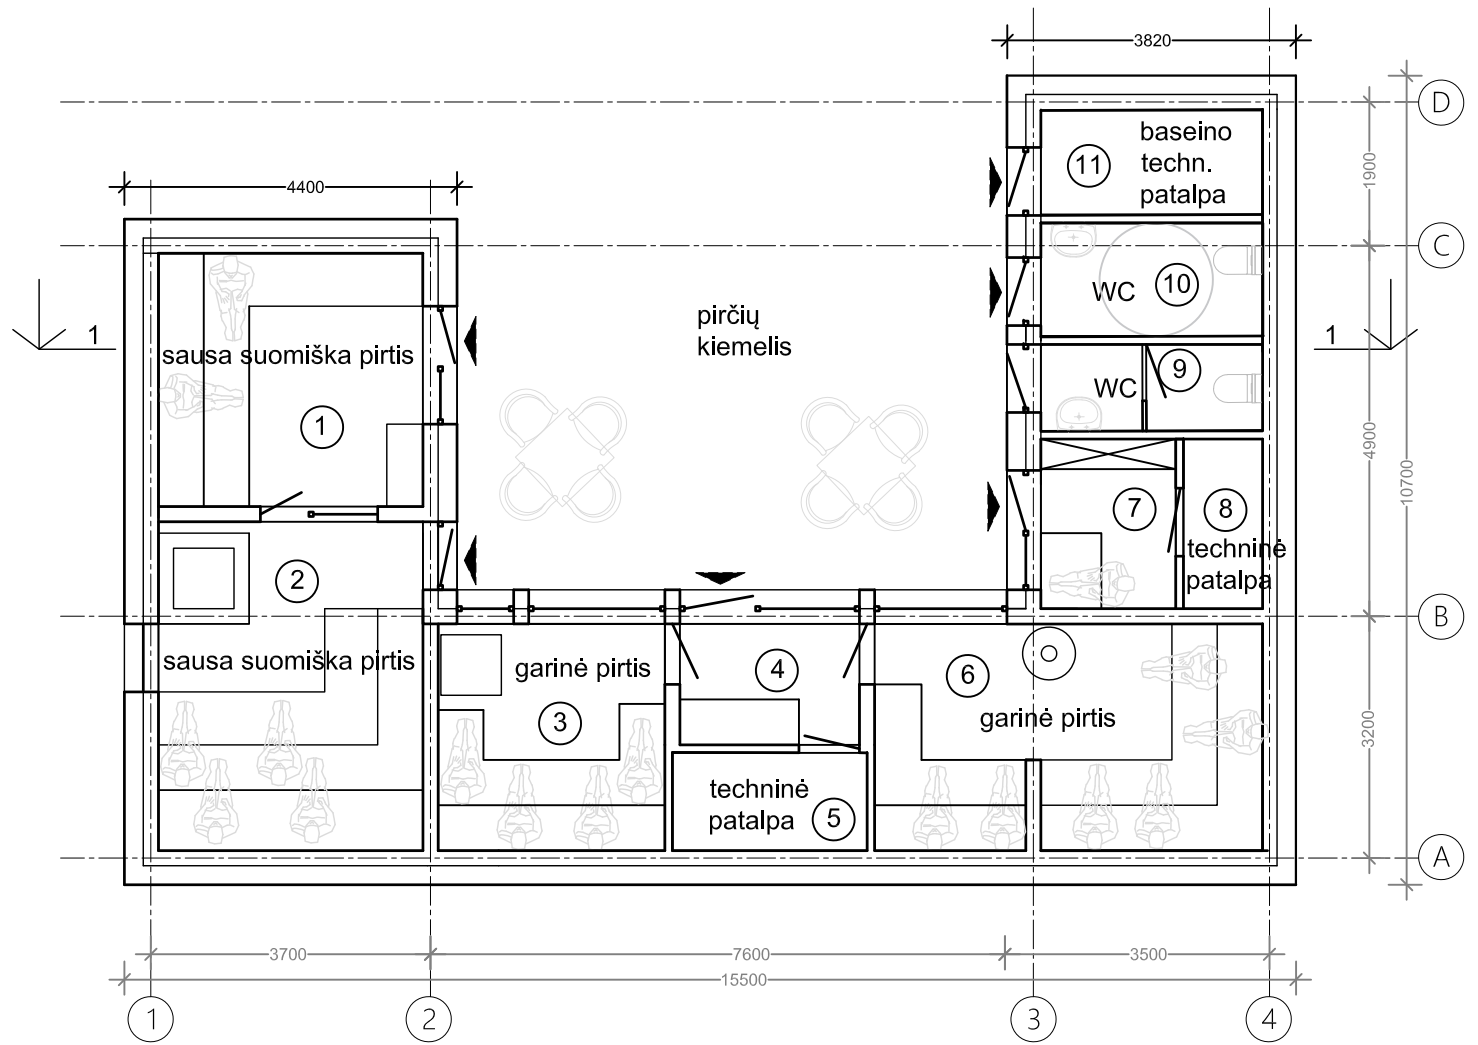 3820
D
baseino
techn.
patalpa
11
1900
4400
C
WC
10
pirčių
kiemelis
1
1
sausa suomiška pirtis
9
WC
1
4900
10700
7
8
techninė
patalpa
2
B
sausa suomiška pirtis
garinė pirtis
4
6
3
garinė pirtis
3200
techninė
patalpa
5
A
3700
7600
3500
15500
1
2
3
4